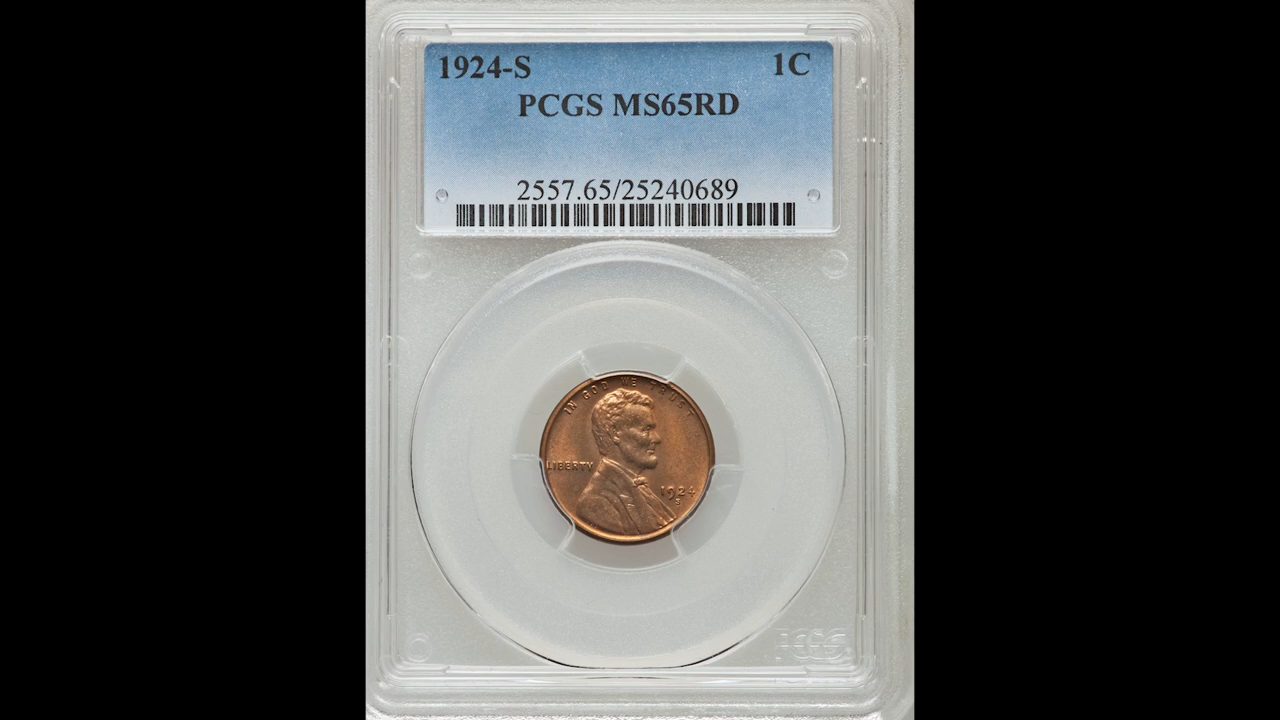 1924-S 1C
PCGS MS65RD
2557.65/25240689
IN GOD WE TRUST
LIBERTY
1924
S
PCGS